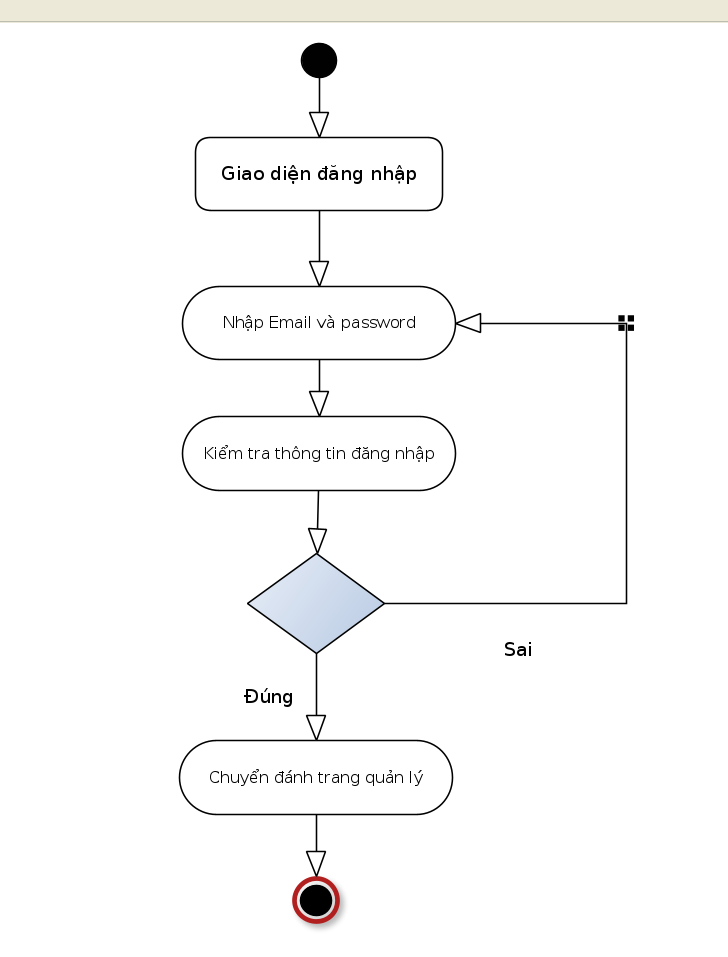 Giao diện đăng nhập
Nhập Email và password
Kiểm tra thông tin đăng nhập
Sai
Đúng
Chuyển đánh trang quản lý